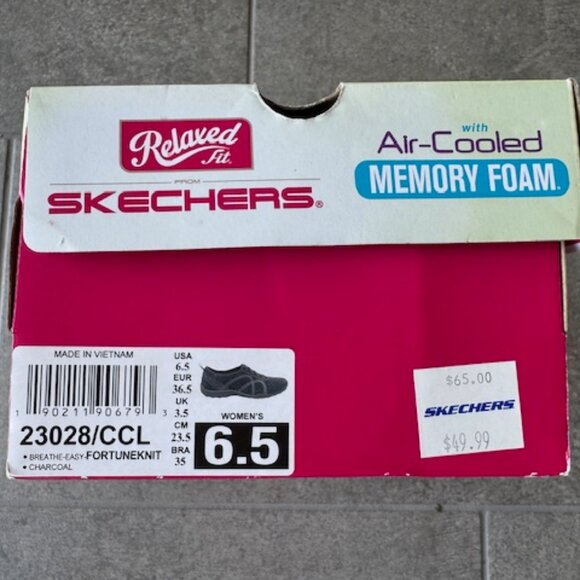 Relaxed
Fit.
FROM
SKECHERS®
with
Air-Cooled
MEMORY FOAM™
MADE IN VIETNAM
1 90211 90679 3
23028/CCL
• BREATHE-EASY-FORTUNEKNIT
• CHARCOAL
USA
6.5
EUR
36.5
UK
3.5
CM
23.5
BRA
35
WOMEN'S
6.5
$65.00
SKECHERS
$49.99